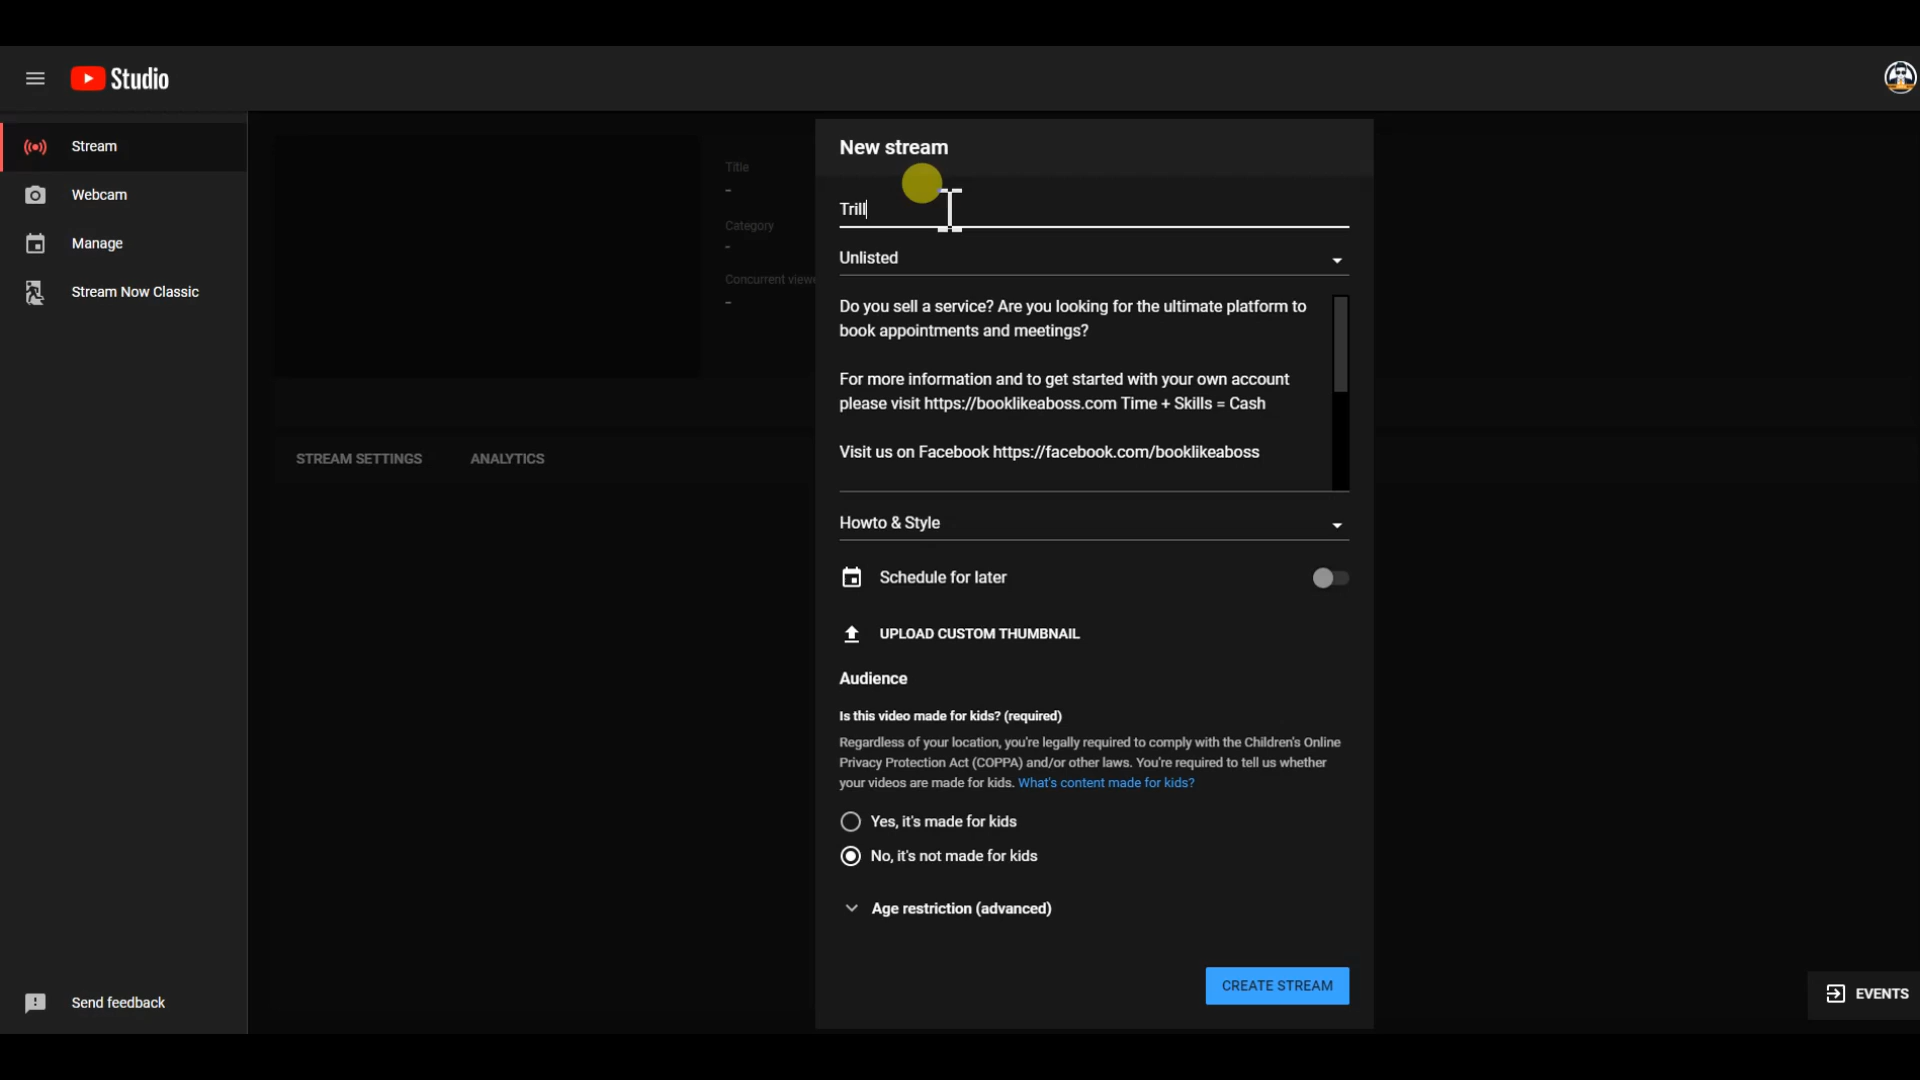 Studio
Stream
Webcam
Manage
Stream Now Classic
Send feedback
Title
-
Category
-
Concurrent viewe
-
STREAM SETTINGS
ANALYTICS
New stream
Trill
Unlisted
Do you sell a service? Are you looking for the ultimate platform to
book appointments and meetings?
For more information and to get started with your own account
please visit https://booklikeaboss.com Time + Skills = Cash
Visit us on Facebook https://facebook.com/booklikeaboss
Howto & Style
Schedule for later
UPLOAD CUSTOM THUMBNAIL
Audience
Is this video made for kids? (required)
Regardless of your location, you're legally required to comply with the Children's Online
Privacy Protection Act (COPPA) and/or other laws. You're required to tell us whether
your videos are made for kids. What's content made for kids?
Yes, it's made for kids
No, it's not made for kids
Age restriction (advanced)
CREATE STREAM
EVENTS